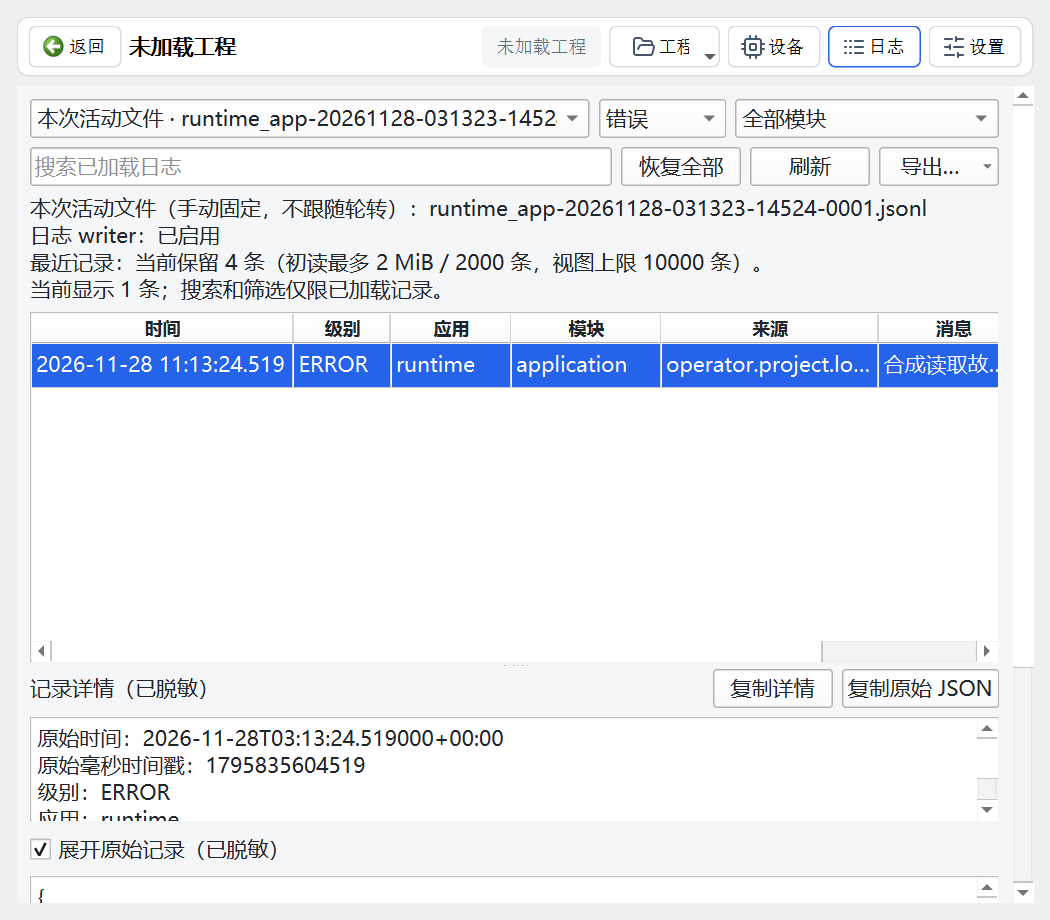 返回 未加载工程 未加载工程 工程 设备 日志 设置
本次活动文件 · runtime_app-20261128-031323-1452 错误 全部模块
搜索已加载日志 恢复全部 刷新 导出...
本次活动文件（手动固定，不跟随轮转）：runtime_app-20261128-031323-14524-0001.jsonl
日志 writer：已启用
最近记录：当前保留 4 条（初读最多 2 MiB / 2000 条，视图上限 10000 条）。
当前显示 1 条；搜索和筛选仅限已加载记录。
时间 级别 应用 模块 来源 消息
2026-11-28 11:13:24.519 ERROR runtime application operator.project.lo... 合成读取故...
记录详情（已脱敏） 复制详情 复制原始 JSON
原始时间：2026-11-28T03:13:24.519000+00:00
原始毫秒时间戳：1795835604519
级别：ERROR
应用：runtime
展开原始记录（已脱敏）
{